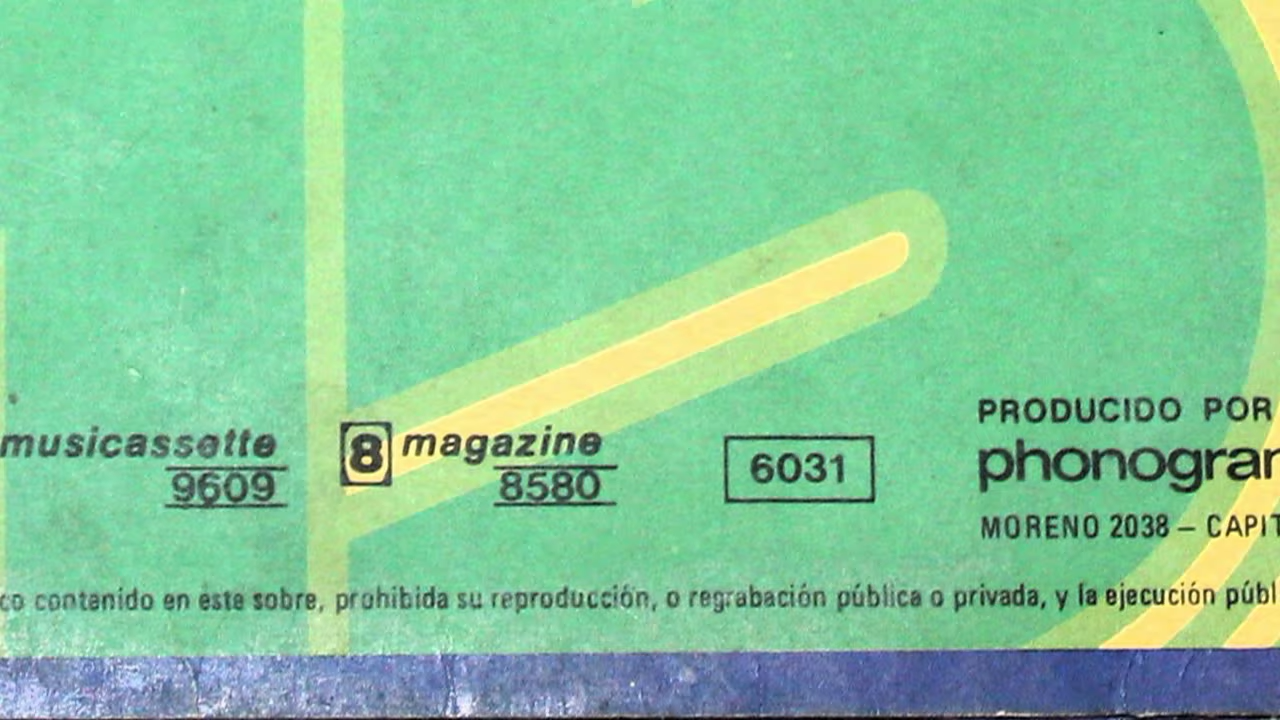 musicassette 8 magazine
9609 8580 6031
PRODUCIDO POR
phonogra
MORENO 2038 – CAPIT
co contenido en este sobre, prohibida su reproducción, o regrabación pública o privada, y la ejecución públ